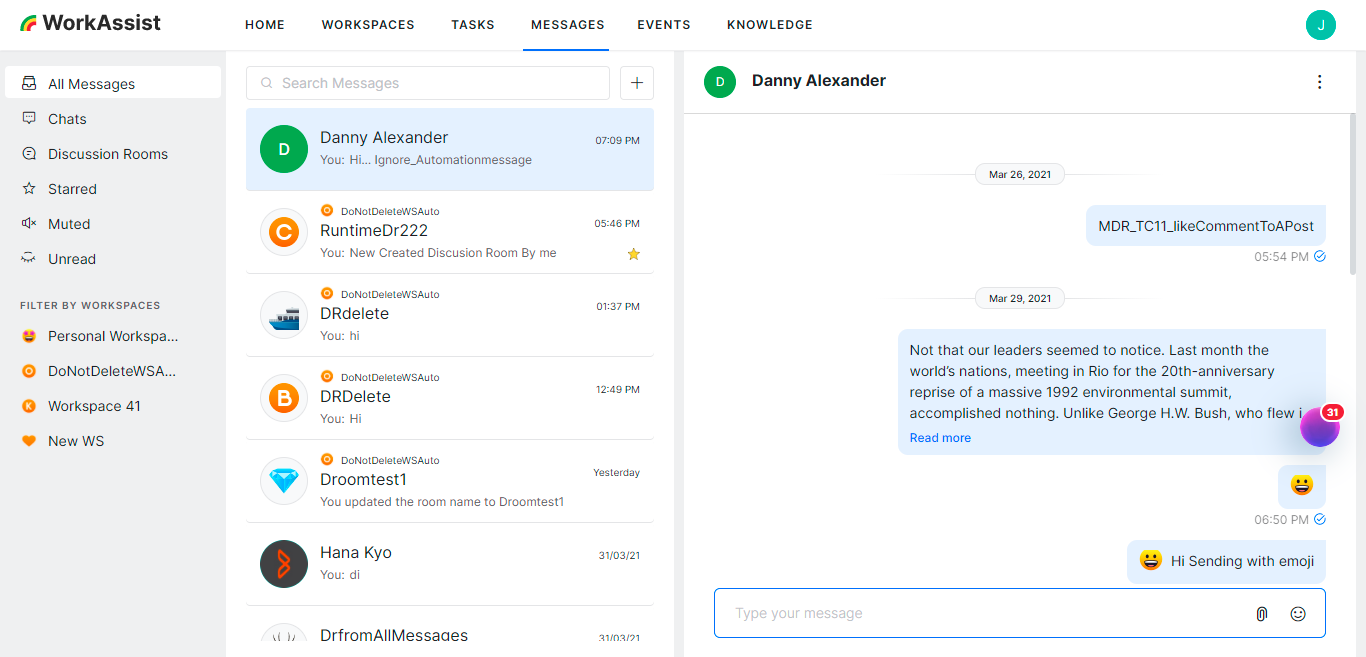 WorkAssist
HOME WORKSPACES TASKS MESSAGES EVENTS KNOWLEDGE
J
All Messages
Chats
Discussion Rooms
Starred
Muted
Unread
FILTER BY WORKSPACES
Personal Workspa...
DoNotDeleteWSA...
K
Workspace 41
New WS
Search Messages
D
Danny Alexander
07:09 PM
You: Hi... Ignore_Automationmessage
C
DoNotDeleteWSAuto
RuntimeDr222
05:46 PM
You: New Created Discusion Room By me
DoNotDeleteWSAuto
DRdelete
01:37 PM
You: hi
B
DoNotDeleteWSAuto
DRDelete
12:49 PM
You: Hi
DoNotDeleteWSAuto
Droomtest1
Yesterday
You updated the room name to Droomtest1
Hana Kyo
31/03/21
You: di
DrfromAllMessages
31/03/21
D
Danny Alexander
Mar 26, 2021
MDR_TC11_likeCommentToAPost
05:54 PM
Mar 29, 2021
Not that our leaders seemed to notice. Last month the
world's nations, meeting in Rio for the 20th-anniversary
reprise of a massive 1992 environmental summit,
accomplished nothing. Unlike George H.W. Bush, who flew i
Read more
31
06:50 PM
Hi Sending with emoji
Type your message